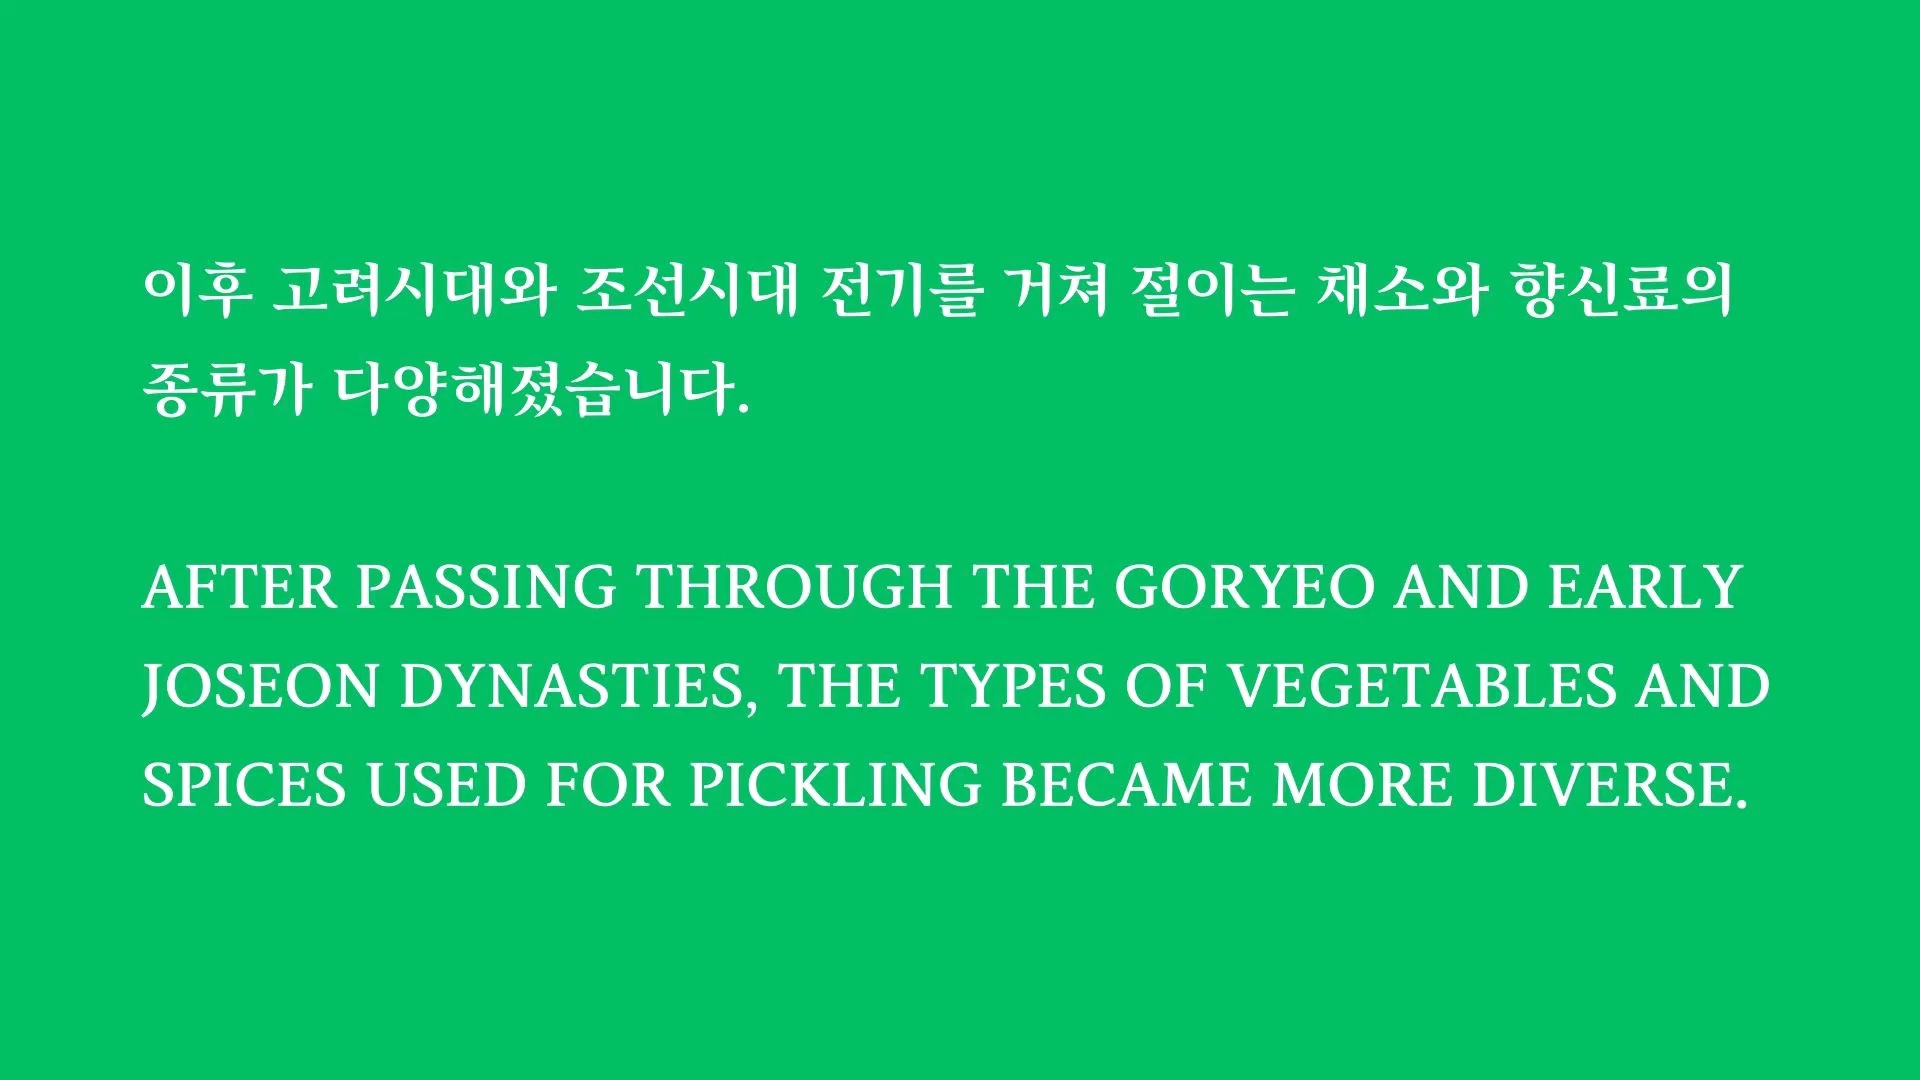 이후 고려시대와 조선시대 전기를 거쳐 절이는 채소와 향신료의
종류가 다양해졌습니다.
AFTER PASSING THROUGH THE GORYEO AND EARLY
JOSEON DYNASTIES, THE TYPES OF VEGETABLES AND
SPICES USED FOR PICKLING BECAME MORE DIVERSE.